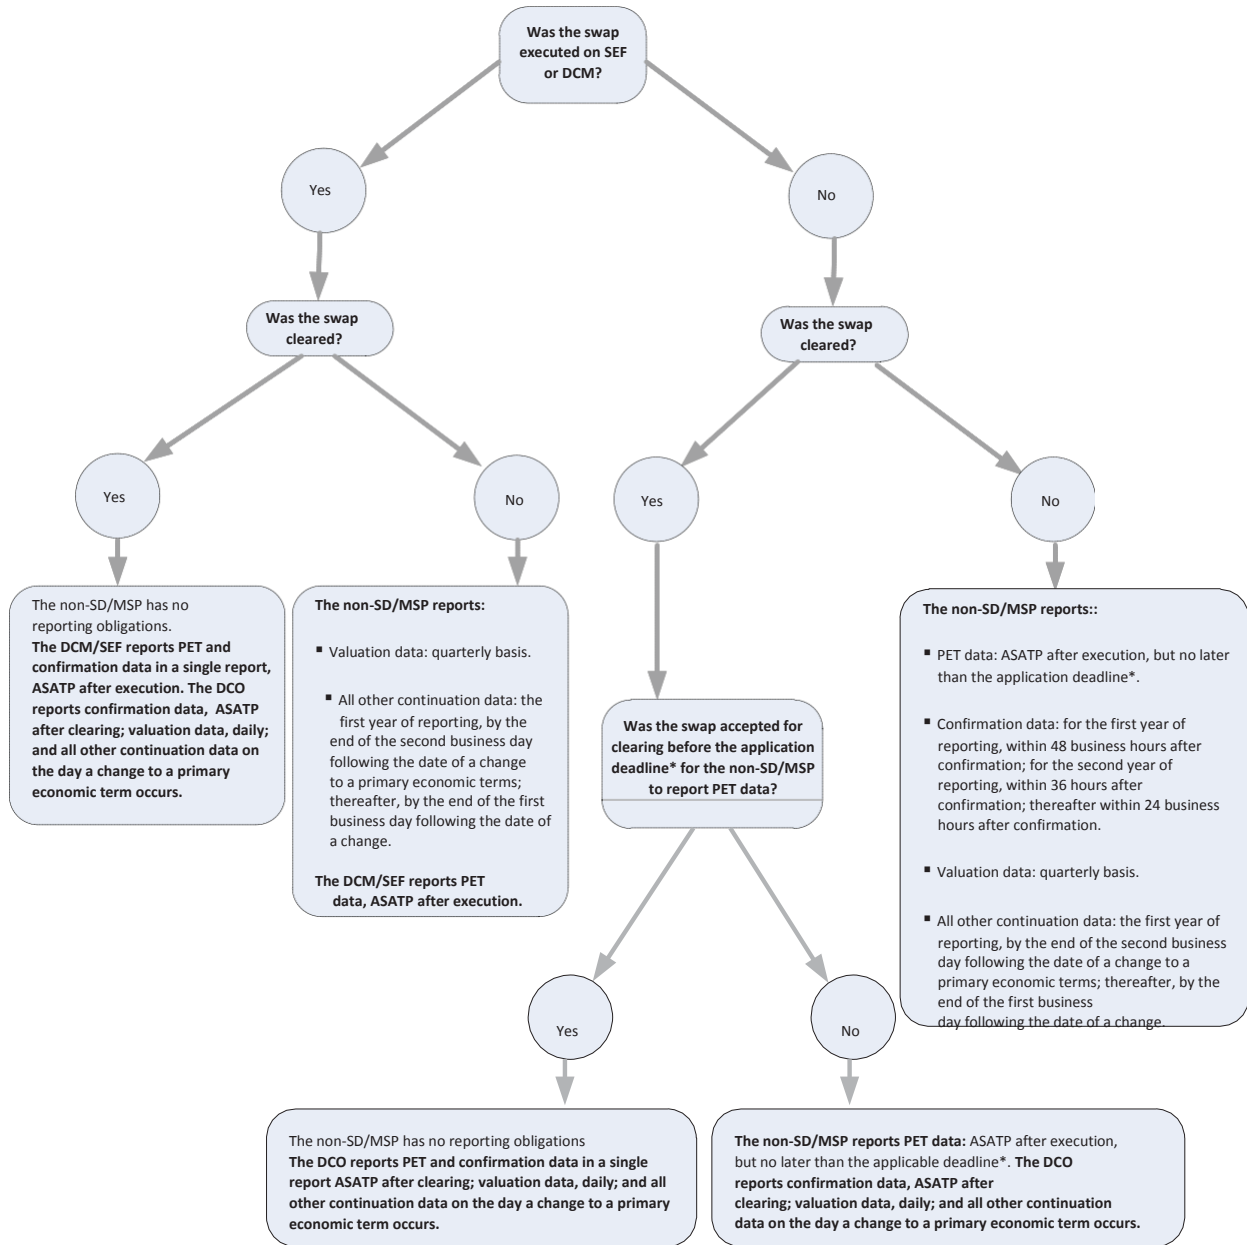 Was the swap
executed on SEF
or DCM?
Yes
No
Was the swap
cleared?
Was the swap
cleared?
Yes
No
Yes
No
The non-SD/MSP has no
reporting obligations.
The DCM/SEF reports PET and
confirmation data in a single report,
ASATP after execution. The DCO
reports confirmation data, ASATP
after clearing; valuation data, daily;
and all other continuation data on
the day a change to a primary
economic term occurs.
The non-SD/MSP reports:
▪ Valuation data: quarterly basis.
▪ All other continuation data: the
first year of reporting, by the
end of the second business day
following the date of a change
to a primary economic terms;
thereafter, by the end of the first
business day following the date of
a change.
The DCM/SEF reports PET
data, ASATP after execution.
Was the swap accepted for
clearing before the application
deadline* for the non-SD/MSP
to report PET data?
The non-SD/MSP reports::
▪ PET data: ASATP after execution, but no later
than the application deadline*.
▪ Confirmation data: for the first year of
reporting, within 48 business hours after
confirmation; for the second year of
reporting, within 36 hours after
confirmation; thereafter within 24 business
hours after confirmation.
▪ Valuation data: quarterly basis.
▪ All other continuation data: the first year of
reporting, by the end of the second business
day following the date of a change to a
primary economic terms; thereafter, by the
end of the first business
day following the date of a change.
Yes
No
The non-SD/MSP has no reporting obligations
The DCO reports PET and confirmation data in a single
report ASATP after clearing; valuation data, daily; and all
other continuation data on the day a change to a primary
economic term occurs.
The non-SD/MSP reports PET data: ASATP after execution,
but no later than the applicable deadline*. The DCO
reports confirmation data, ASATP after
clearing; valuation data, daily; and all other continuation
data on the day a change to a primary economic term occurs.